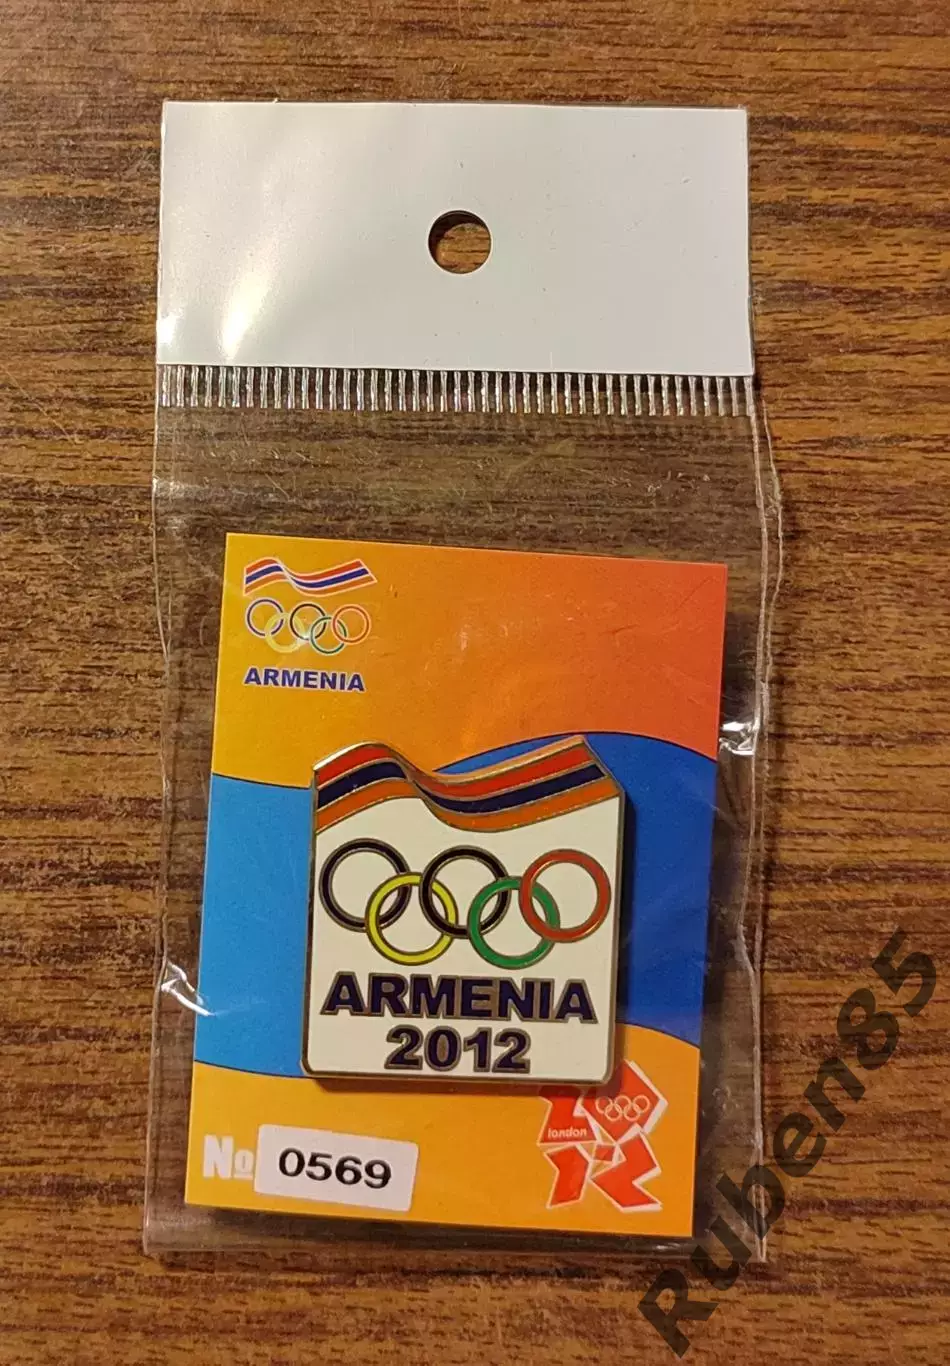 ARMENIA
ARMENIA
2012
london
No 0569
Ruben85